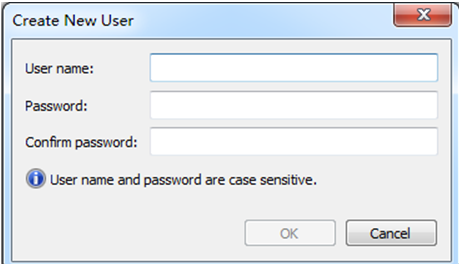 Create New User
User name:
Password:
Confirm password:
User name and password are case sensitive.
OK Cancel